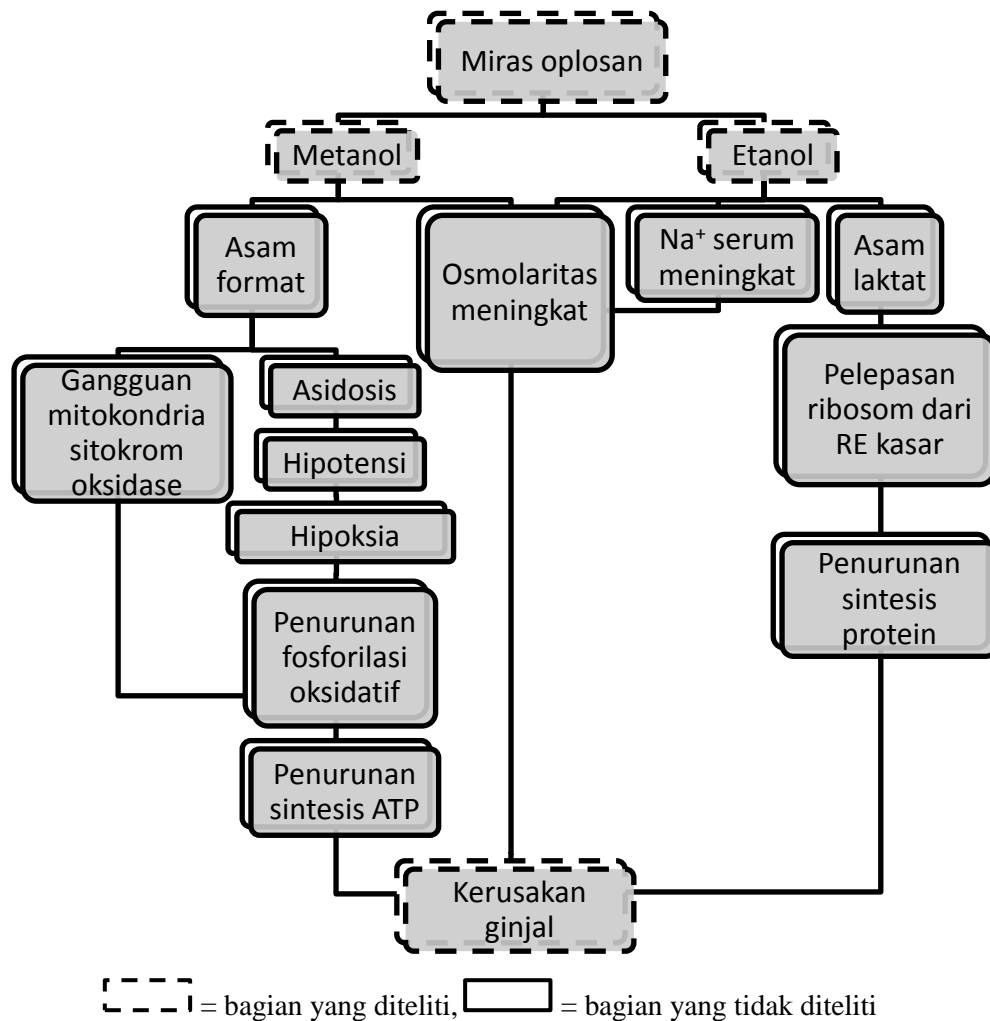 Miras oplosan
Metanol
Etanol
Asam
format
Osmolaritas
meningkat
Na⁺ serum
meningkat
Asam
laktat
Gangguan
mitokondria
sitokrom
oksidase
Asidosis
Hipotensi
Hipoksia
Pelepasan
ribosom dari
RE kasar
Penurunan
fosforilasi
oksidatif
Penurunan
sintesis
protein
Penurunan
sintesis ATP
Kerusakan
ginjal
= bagian yang diteliti, = bagian yang tidak diteliti